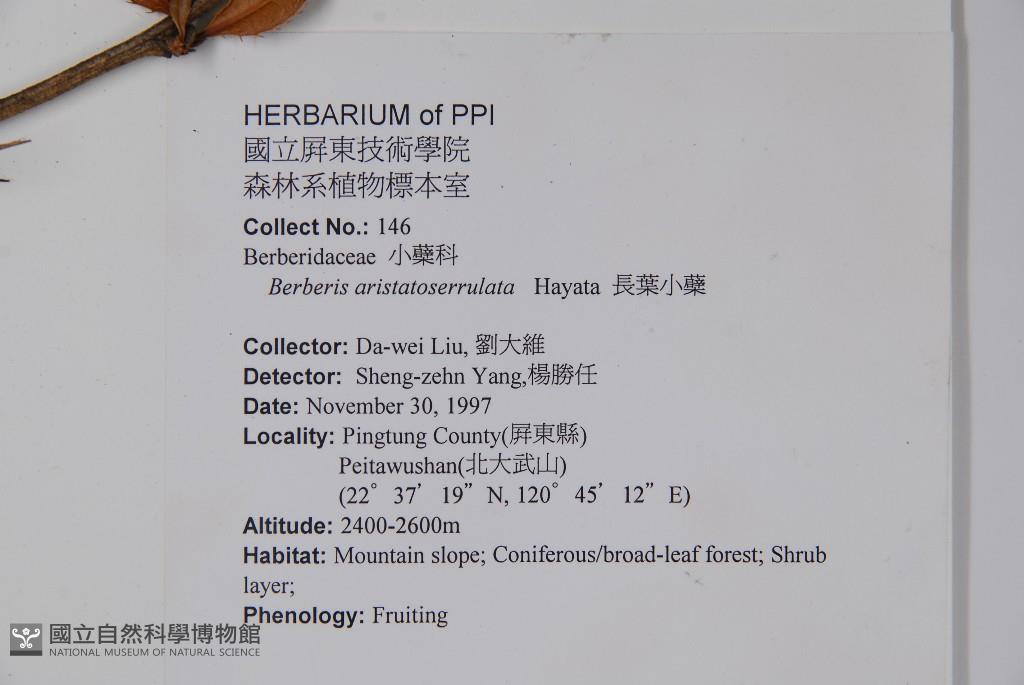 HERBARIUM of PPI
國立屏東技術學院
森林系植物標本室
Collect No.: 146
Berberidaceae 小蘗科
Berberis aristatoserrulata Hayata 長葉小蘗
Collector: Da-wei Liu, 劉大維
Detector: Sheng-zehn Yang,楊勝任
Date: November 30, 1997
Locality: Pingtung County(屏東縣)
Peitawushan(北大武山)
(22° 37’ 19” N, 120° 45’ 12” E)
Altitude: 2400-2600m
Habitat: Mountain slope; Coniferous/broad-leaf forest; Shrub
layer;
Phenology: Fruiting
國立自然科學博物館
NATIONAL MUSEUM OF NATURAL SCIENCE